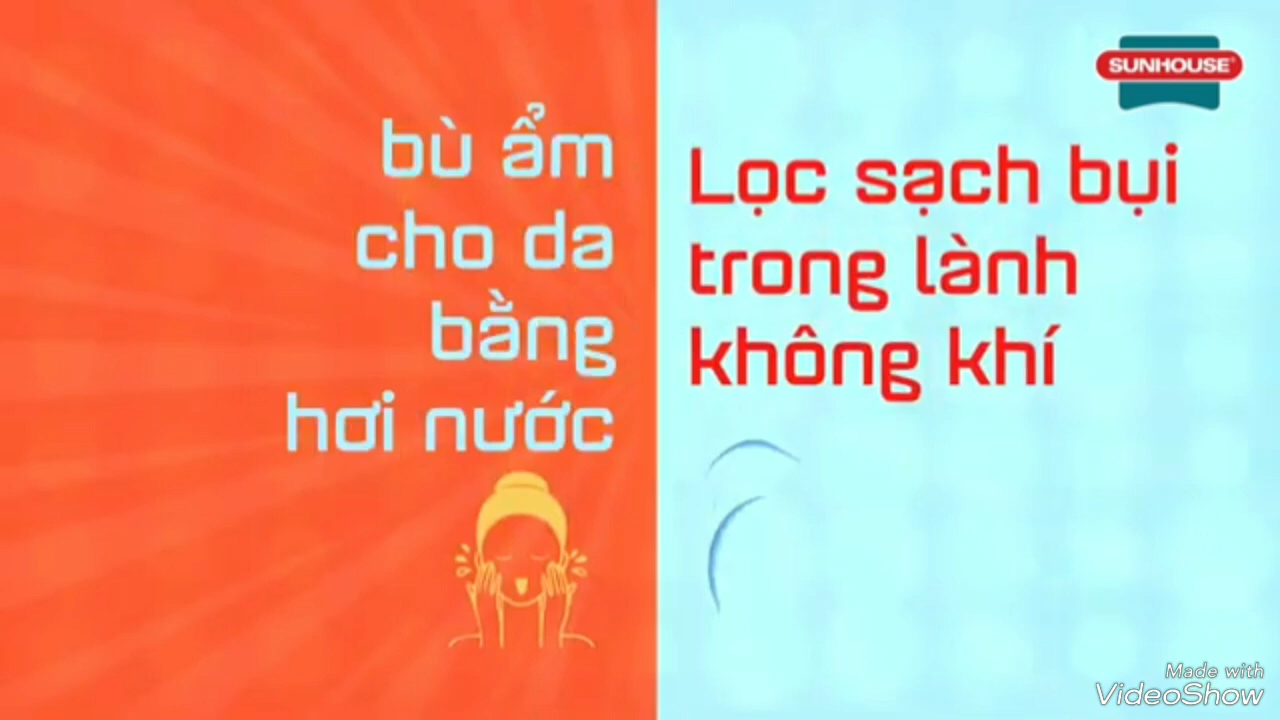 bù ẩm
cho da
bằng
hơi nước
SUNHOUSE®
Lọc sạch bụi
trong lành
không khí
Made with
VideoShow